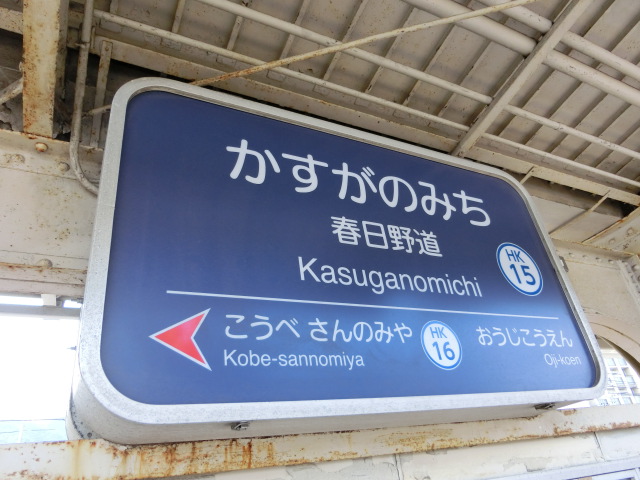 かすがのみち
春日野道
Kasuganomichi
HK
15
こうべ さんのみや
Kobe-sannomiya
HK
16
おうじこうえん
Oji-koen